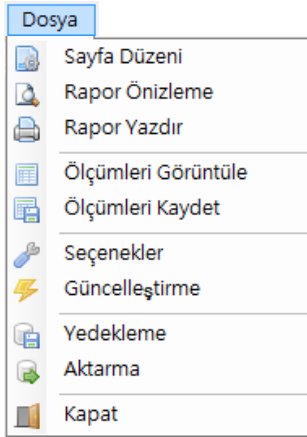 Dosya
Sayfa Düzeni
Rapor Önizleme
Rapor Yazdır
Ölçümleri Görüntüle
Ölçümleri Kaydet
Seçenekler
Güncelleştirme
Yedekleme
Aktarma
Kapat